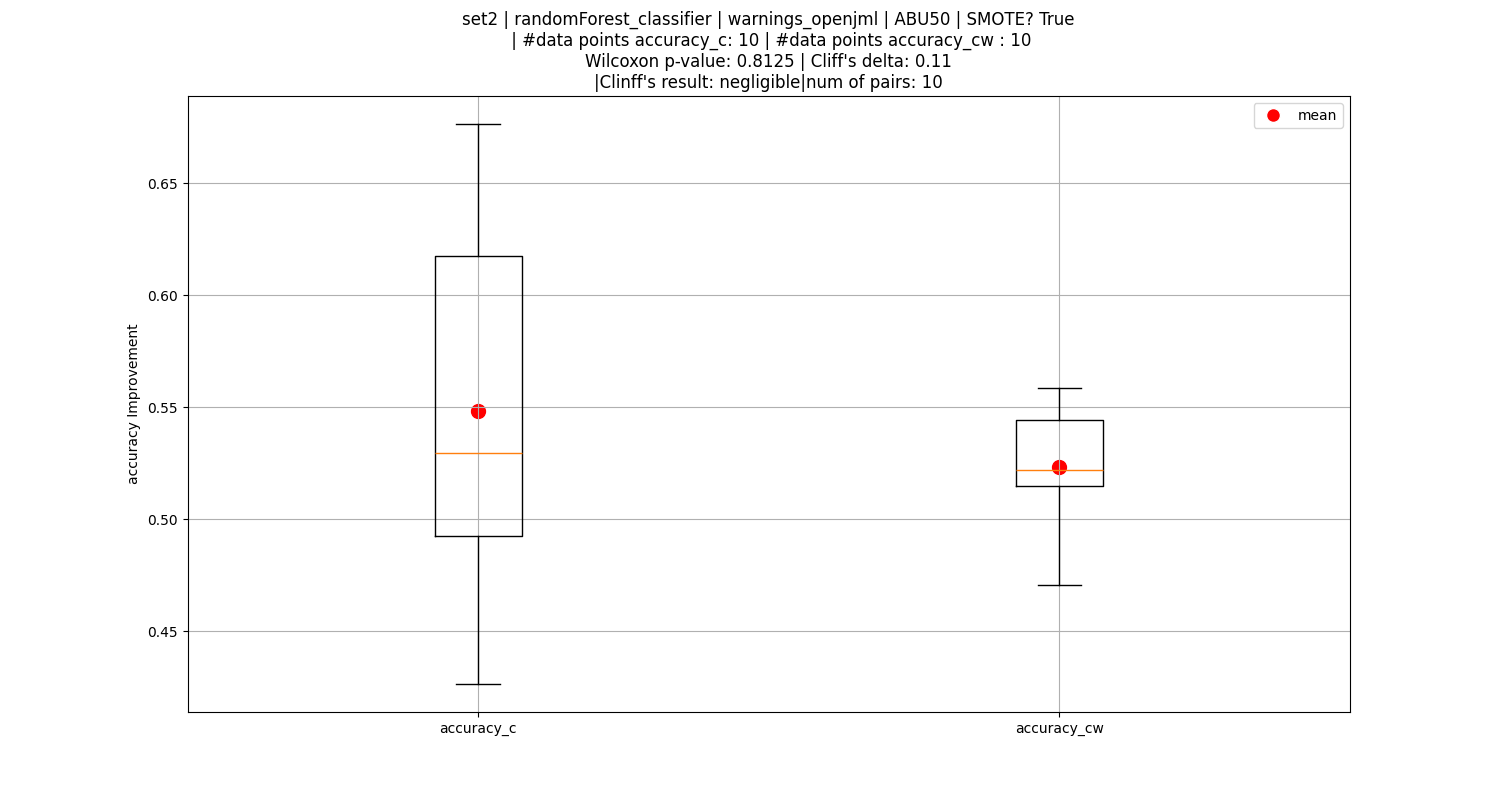 set2 | randomForest_classifier | warnings_openjml | ABU50 | SMOTE? True
| #data points accuracy_c: 10 | #data points accuracy_cw : 10
Wilcoxon p-value: 0.8125 | Cliff's delta: 0.11
|Clinff's result: negligible|num of pairs: 10
mean
0.65
0.60
0.55
0.50
0.45
accuracy Improvement
accuracy_c
accuracy_cw